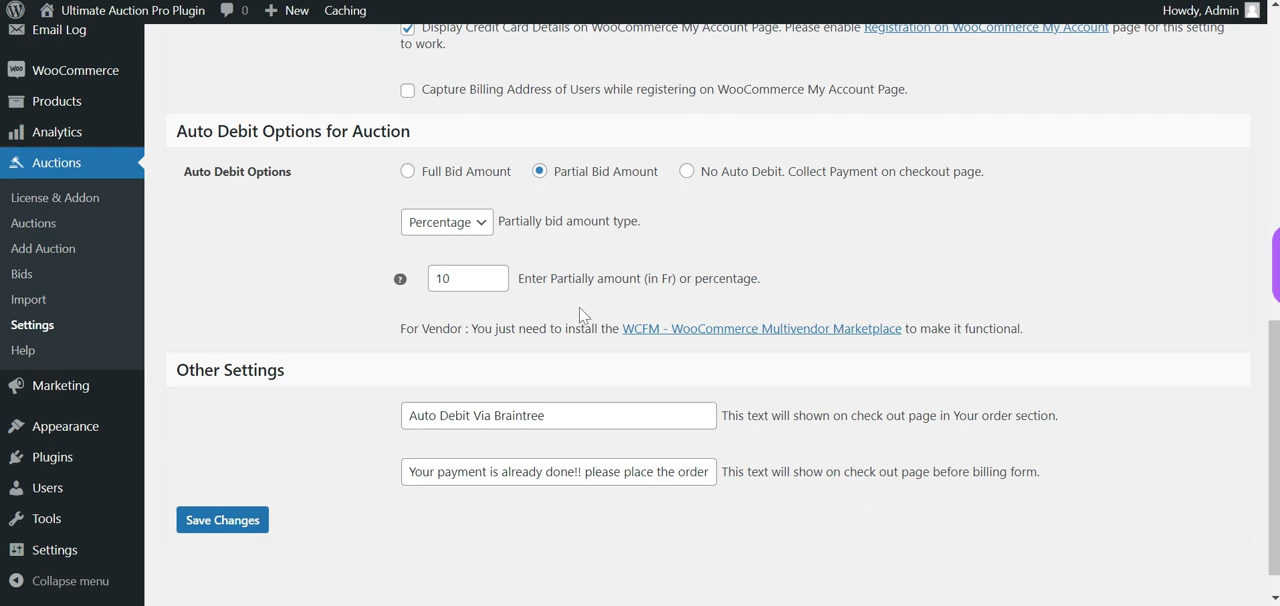 Ultimate Auction Pro Plugin 0 New Caching Howdy, Admin
Email Log
WooCommerce
Products
Analytics
Auctions
License & Addon
Auctions
Add Auction
Bids
Import
Settings
Help
Marketing
Appearance
Plugins
Users
Tools
Settings
Collapse menu
Display Credit Card Details on WooCommerce My Account Page. Please enable Registration on WooCommerce My Account page for this setting
to work.
Capture Billing Address of Users while registering on WooCommerce My Account Page.
Auto Debit Options for Auction
Auto Debit Options Full Bid Amount Partial Bid Amount No Auto Debit. Collect Payment on checkout page.
Percentage Partially bid amount type.
? 10 Enter Partially amount (in Fr) or percentage.
For Vendor : You just need to install the WCFM - WooCommerce Multivendor Marketplace to make it functional.
Other Settings
Auto Debit Via Braintree This text will shown on check out page in Your order section.
Your payment is already done!! please place the order This text will show on check out page before billing form.
Save Changes